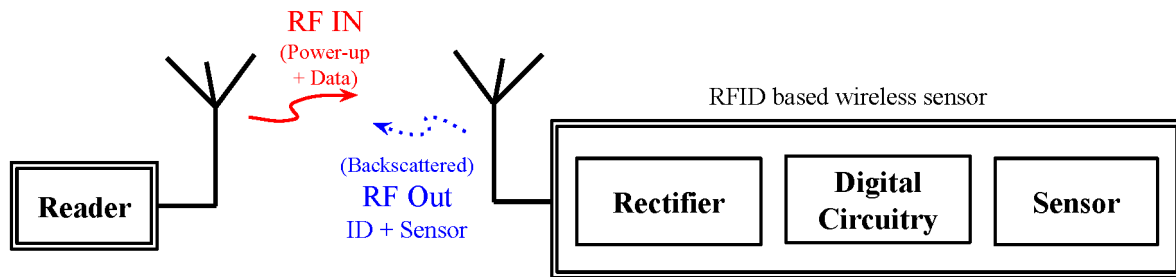 RF IN
(Power-up
+ Data)
RFID based wireless sensor
(Backscattered)
RF Out
ID + Sensor
Reader
Rectifier
Digital
Circuitry
Sensor